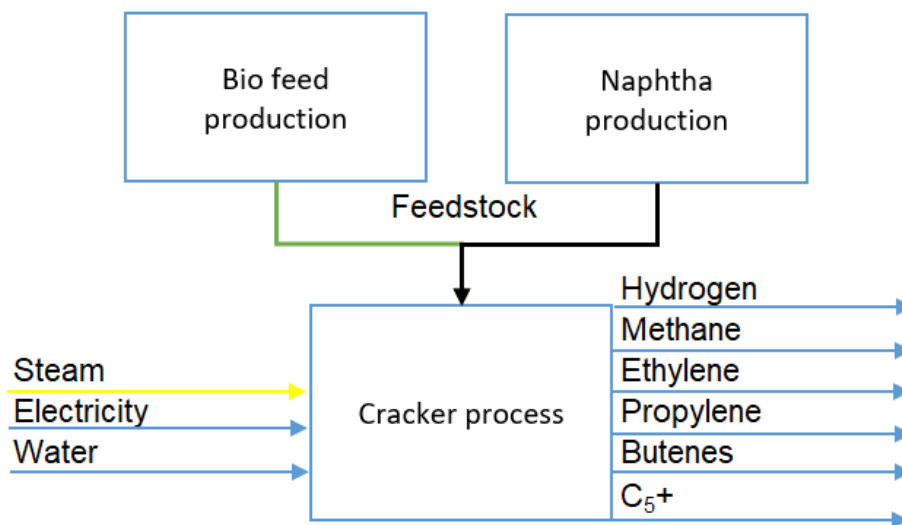 Bio feed
production
Naphtha
production
Feedstock
Steam
Electricity
Water
Cracker process
Hydrogen
Methane
Ethylene
Propylene
Butenes
C₅+